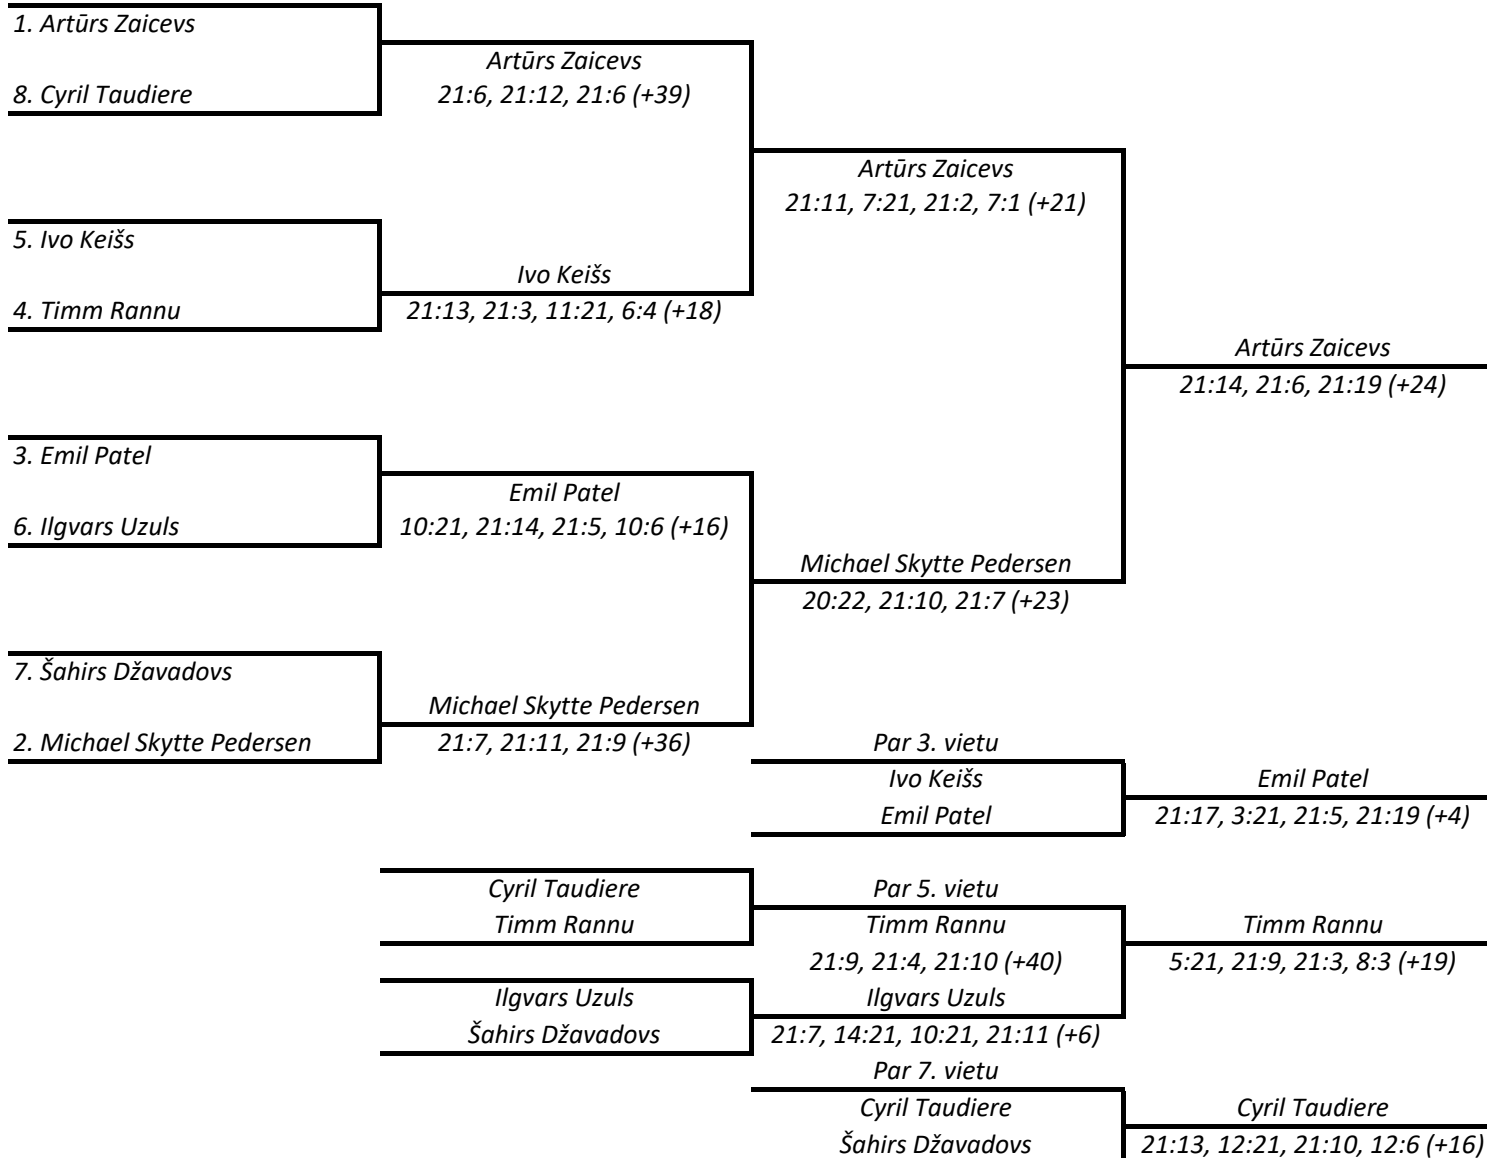 1. Artūrs Zaicevs
Artūrs Zaicevs
8. Cyril Taudiere
21:6, 21:12, 21:6 (+39)
Artūrs Zaicevs
21:11, 7:21, 21:2, 7:1 (+21)
5. Ivo Keišs
Ivo Keišs
4. Timm Rannu
21:13, 21:3, 11:21, 6:4 (+18)
Artūrs Zaicevs
21:14, 21:6, 21:19 (+24)
3. Emil Patel
Emil Patel
6. Ilgvars Uzuls
10:21, 21:14, 21:5, 10:6 (+16)
Michael Skytte Pedersen
20:22, 21:10, 21:7 (+23)
7. Šahirs Džavadovs
Michael Skytte Pedersen
2. Michael Skytte Pedersen
21:7, 21:11, 21:9 (+36)
Par 3. vietu
Ivo Keišs
Emil Patel
Emil Patel
21:17, 3:21, 21:5, 21:19 (+4)
Cyril Taudiere
Par 5. vietu
Timm Rannu
Timm Rannu
Timm Rannu
21:9, 21:4, 21:10 (+40)
5:21, 21:9, 21:3, 8:3 (+19)
Ilgvars Uzuls
Ilgvars Uzuls
Šahirs Džavadovs
21:7, 14:21, 10:21, 21:11 (+6)
Par 7. vietu
Cyril Taudiere
Cyril Taudiere
Šahirs Džavadovs
21:13, 12:21, 21:10, 12:6 (+16)